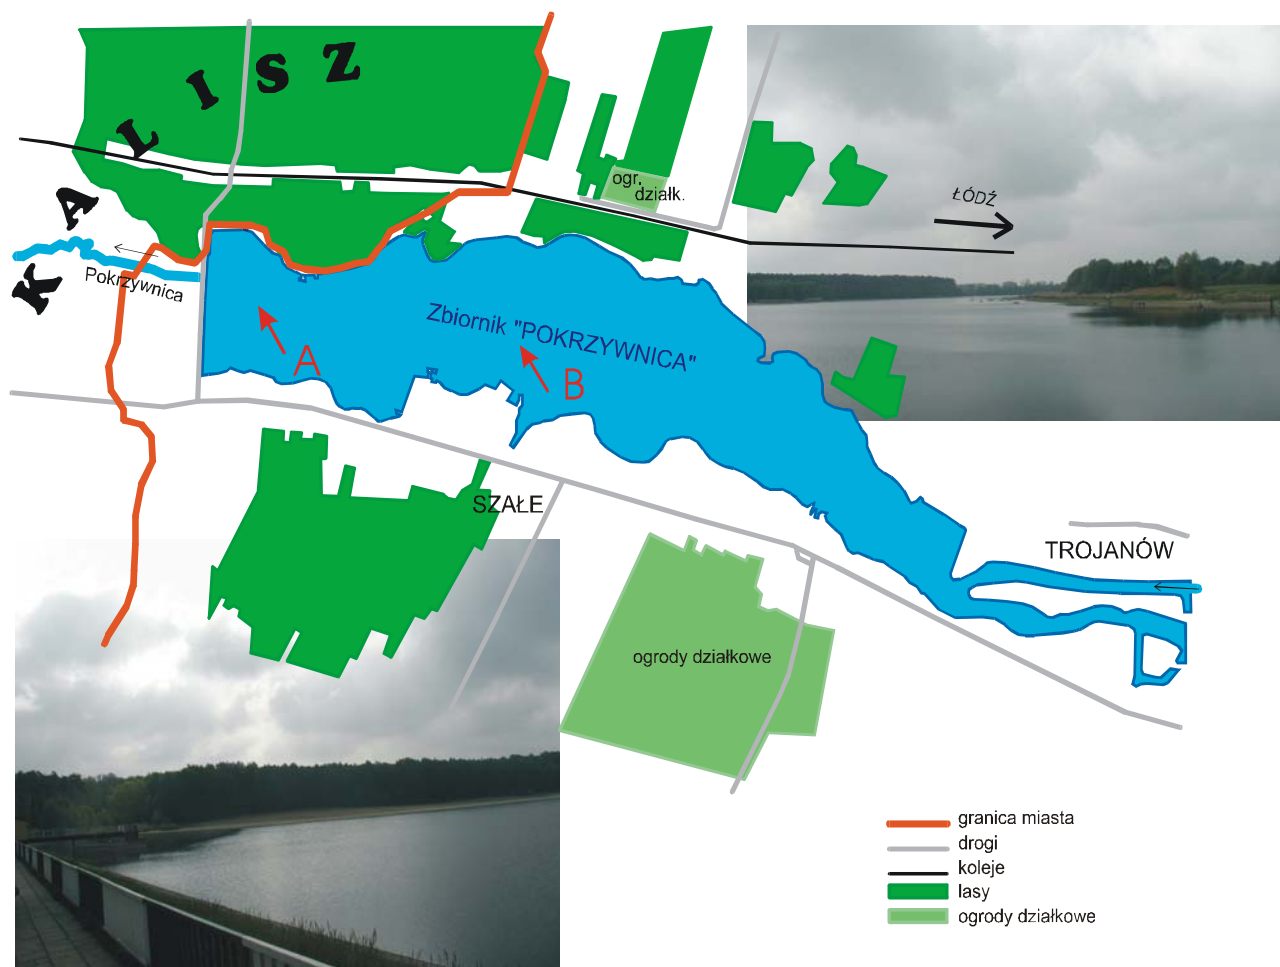 KALISZ
ogr.
działk.
ŁÓDŹ
Pokrzywnica
Zbiornik "POKRZYWNICA"
A
B
SZAŁE
TROJANÓW
ogrody działkowe
granica miasta
drogi
koleje
lasy
ogrody działkowe